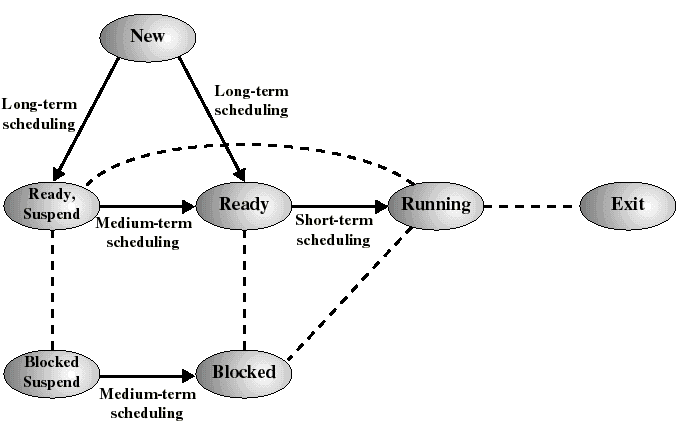 New
Long-term
scheduling
Long-term
scheduling
Ready,
Suspend
Medium-term
scheduling
Ready
Short-term
scheduling
Running
Exit
Blocked
Suspend
Medium-term
scheduling
Blocked